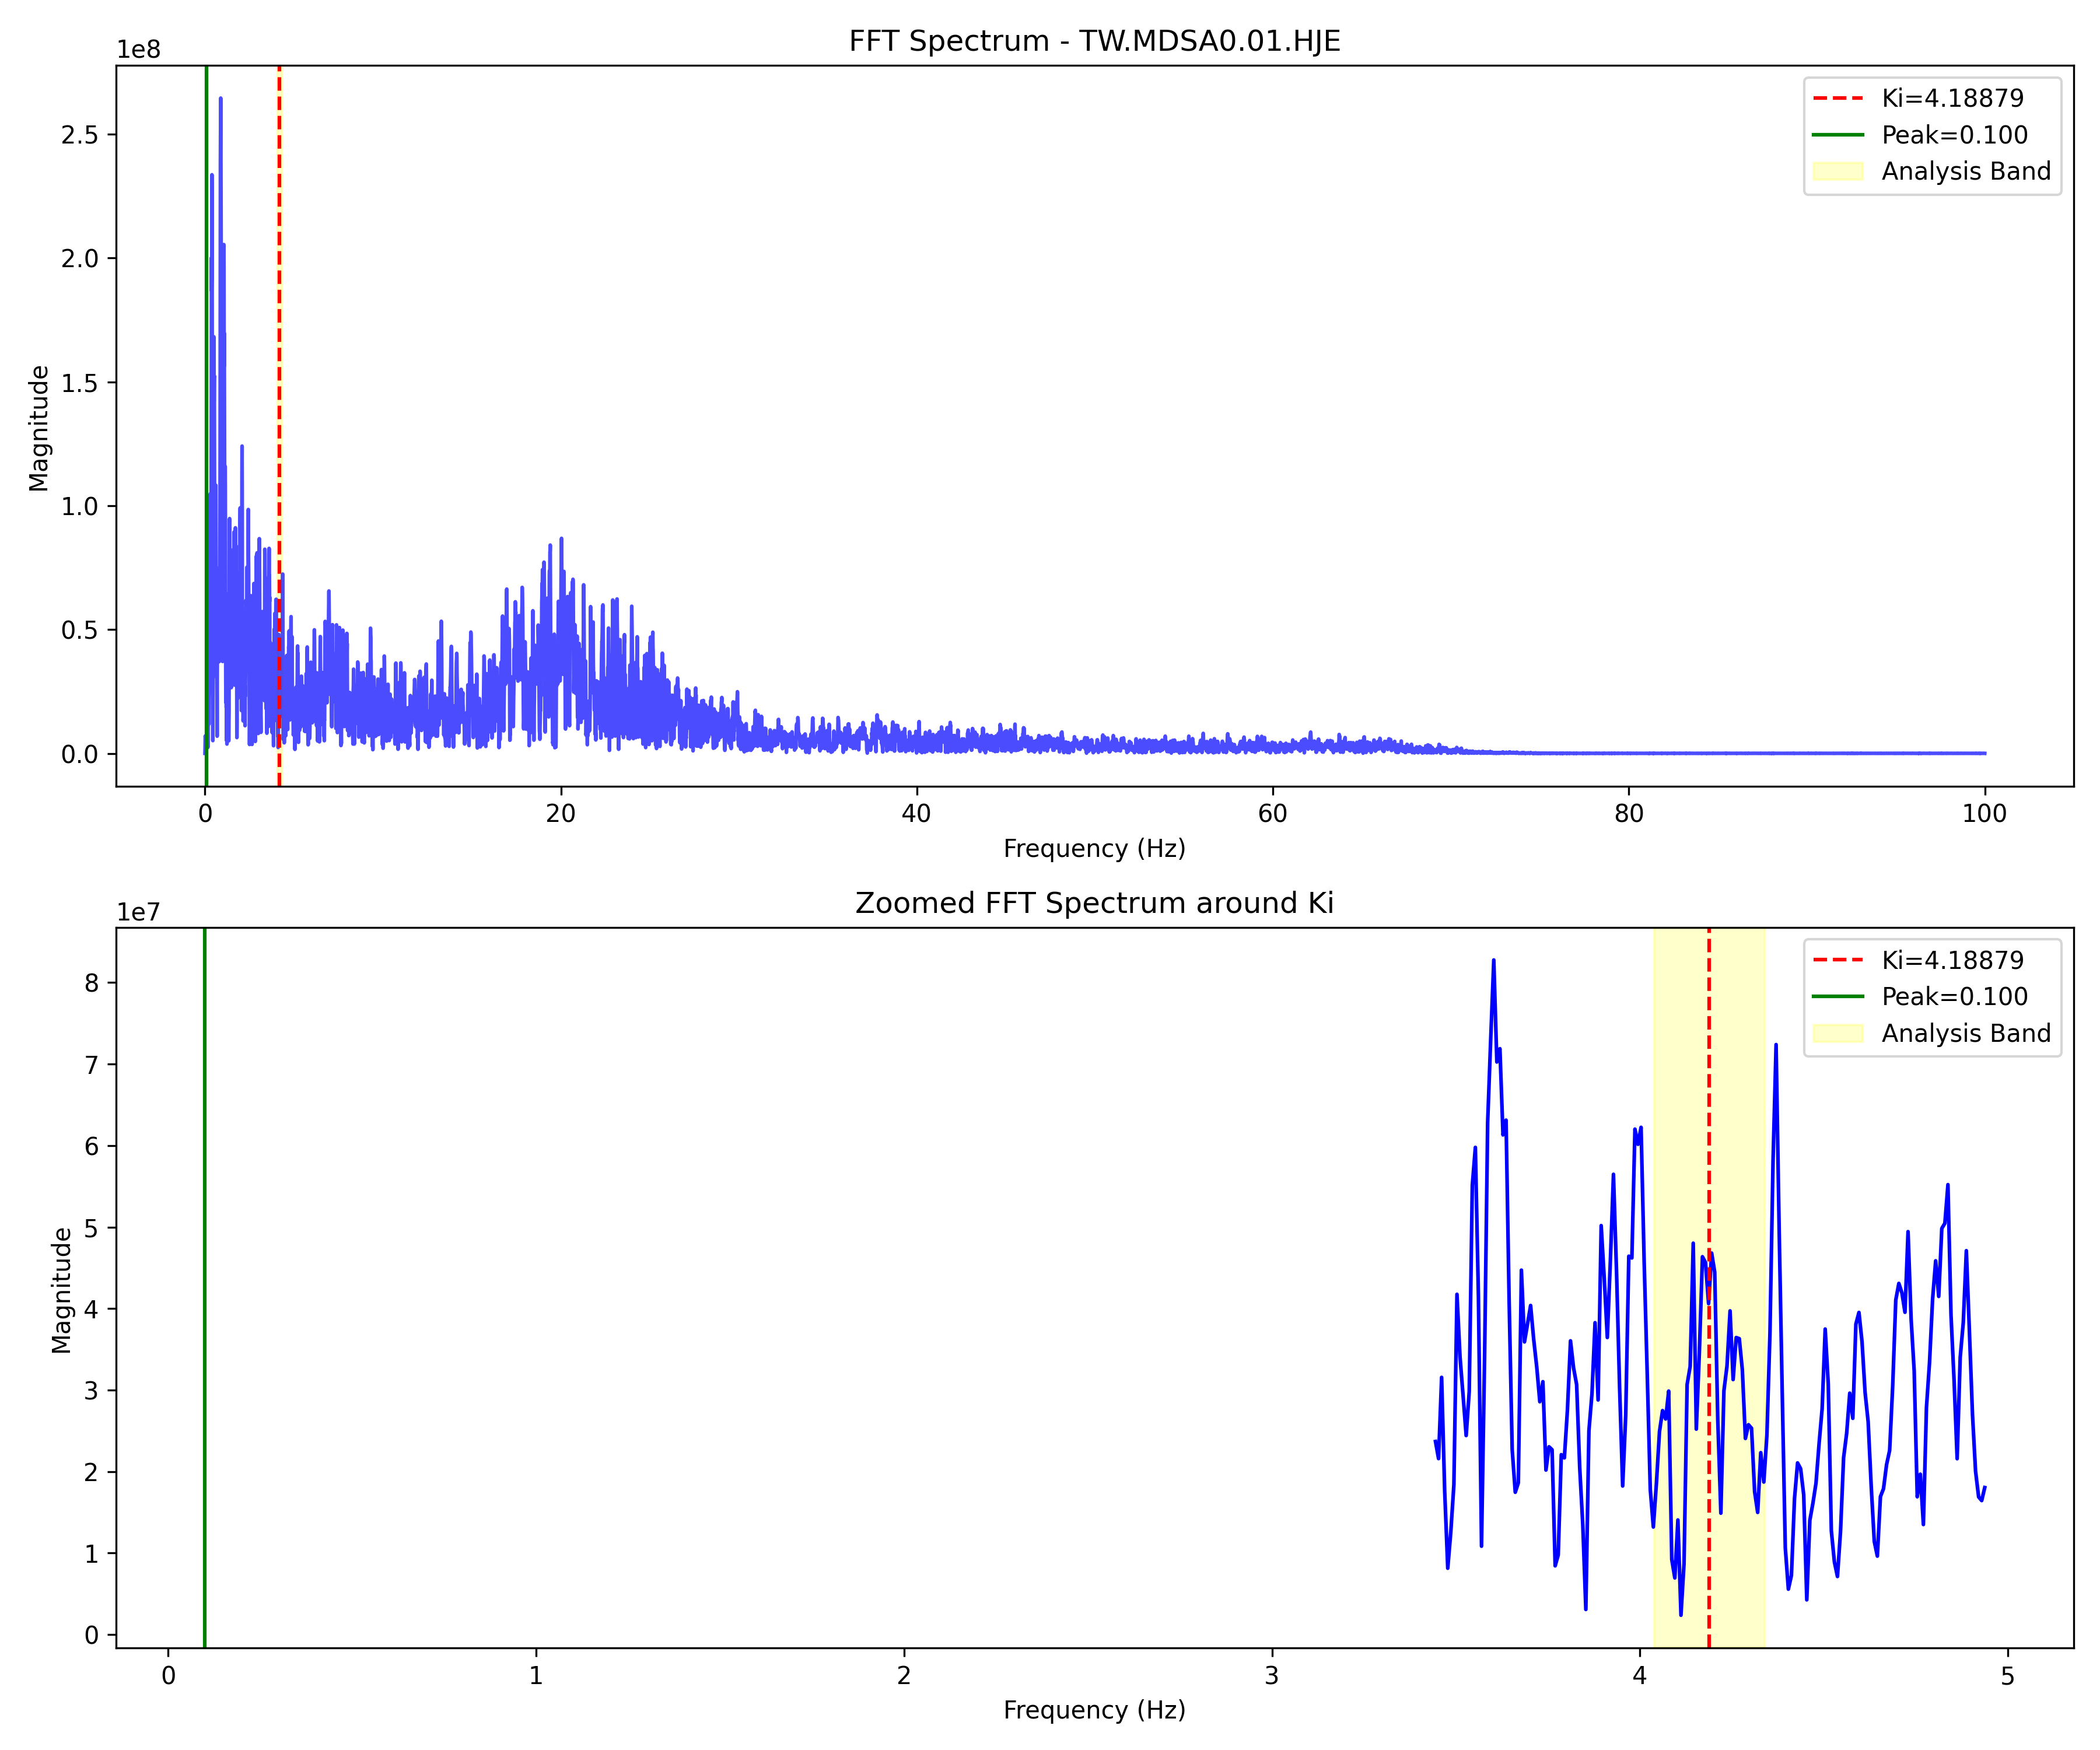 FFT Spectrum - TW.MDSA0.01.HJE
1e8
Ki=4.18879
Peak=0.100
Analysis Band
2.5
2.0
1.5
1.0
0.5
0.0
Magnitude
0 20 40 60 80 100
Frequency (Hz)
Zoomed FFT Spectrum around Ki
1e7
Ki=4.18879
Peak=0.100
Analysis Band
8
7
6
5
4
3
2
1
0
Magnitude
0 1 2 3 4 5
Frequency (Hz)